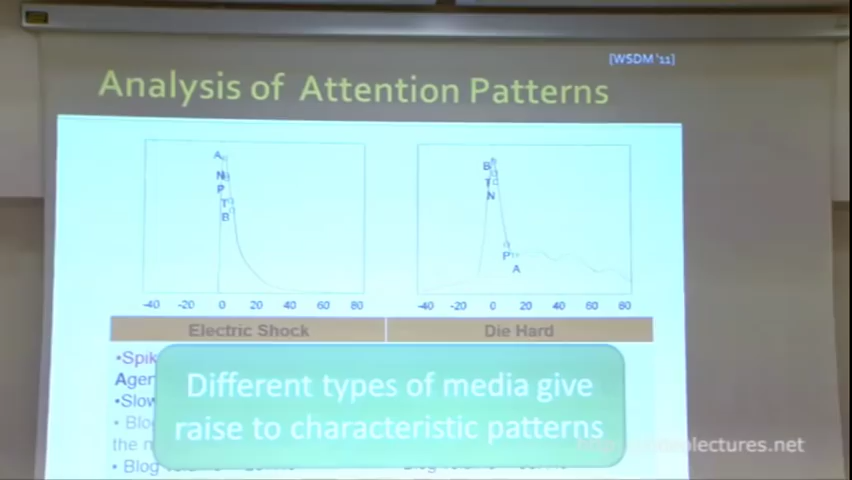 [WSDM '11]
Analysis of Attention Patterns
A
N
P
T
B
B
T
N
P
A
-40 -20 0 20 40 60 80
-40 -20 0 20 40 60 80
Electric Shock
Die Hard
•Spik
Agen
•Slow
• Blo
the n
• Blog
Different types of media give
raise to characteristic patterns
lectures.net